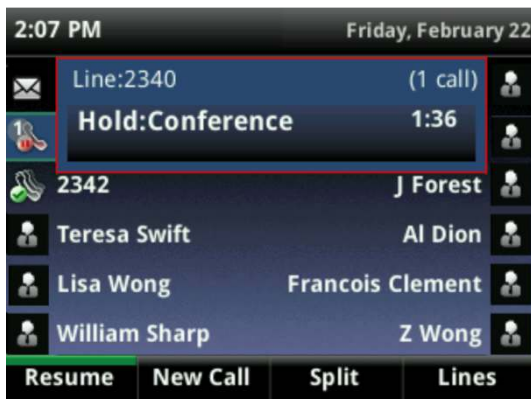 2:07 PM Friday, February 22
Line:2340 (1 call)
1 Hold:Conference 1:36
2342 J Forest
Teresa Swift Al Dion
Lisa Wong Francois Clement
William Sharp Z Wong
Resume New Call Split Lines